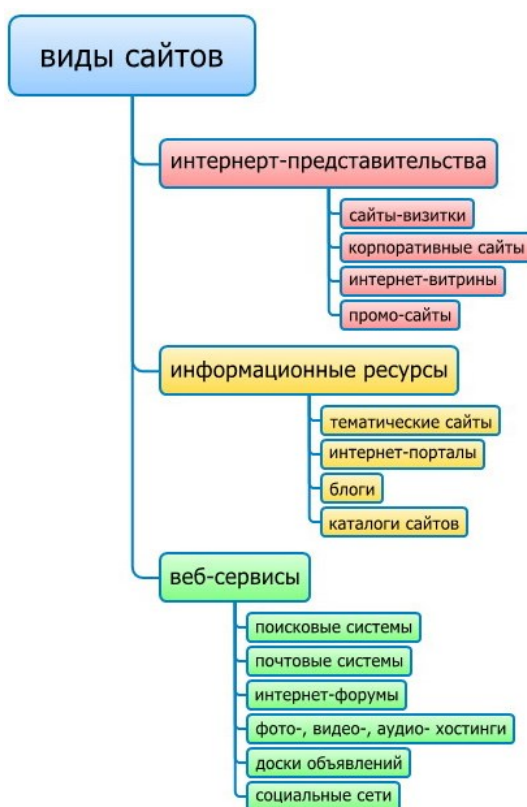 виды сайтов
интернерт-представительства
сайты-визитки
корпоративные сайты
интернет-витрины
промо-сайты
информационные ресурсы
тематические сайты
интернет-порталы
блоги
каталоги сайтов
веб-сервисы
поисковые системы
почтовые системы
интернет-форумы
фото-, видео-, аудио- хостинги
доски объявлений
социальные сети